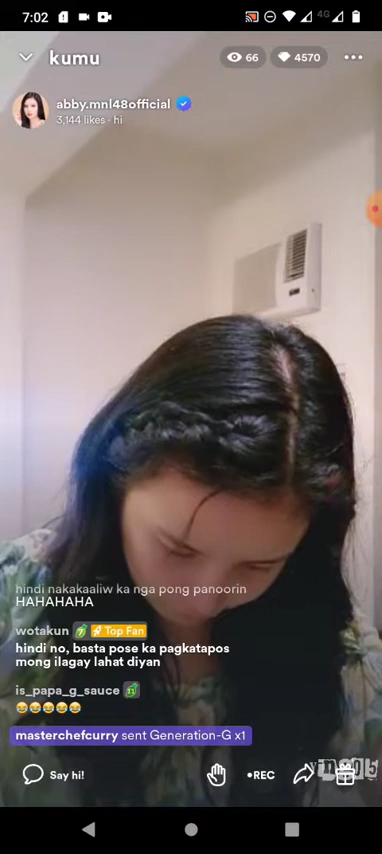 7:02
4G
kumu
66
4570
abby.mnl48official
3,144 likes · hi
hindi nakakaaliw ka nga pong panoorin
HAHAHAHA
wotakun 7 Top Fan
hindi no, basta pose ka pagkatapos
mong ilagay lahat diyan
is_papa_g_sauce 11
😂😂😂😂😂
masterchefcurry sent Generation-G x1
Say hi!
•REC